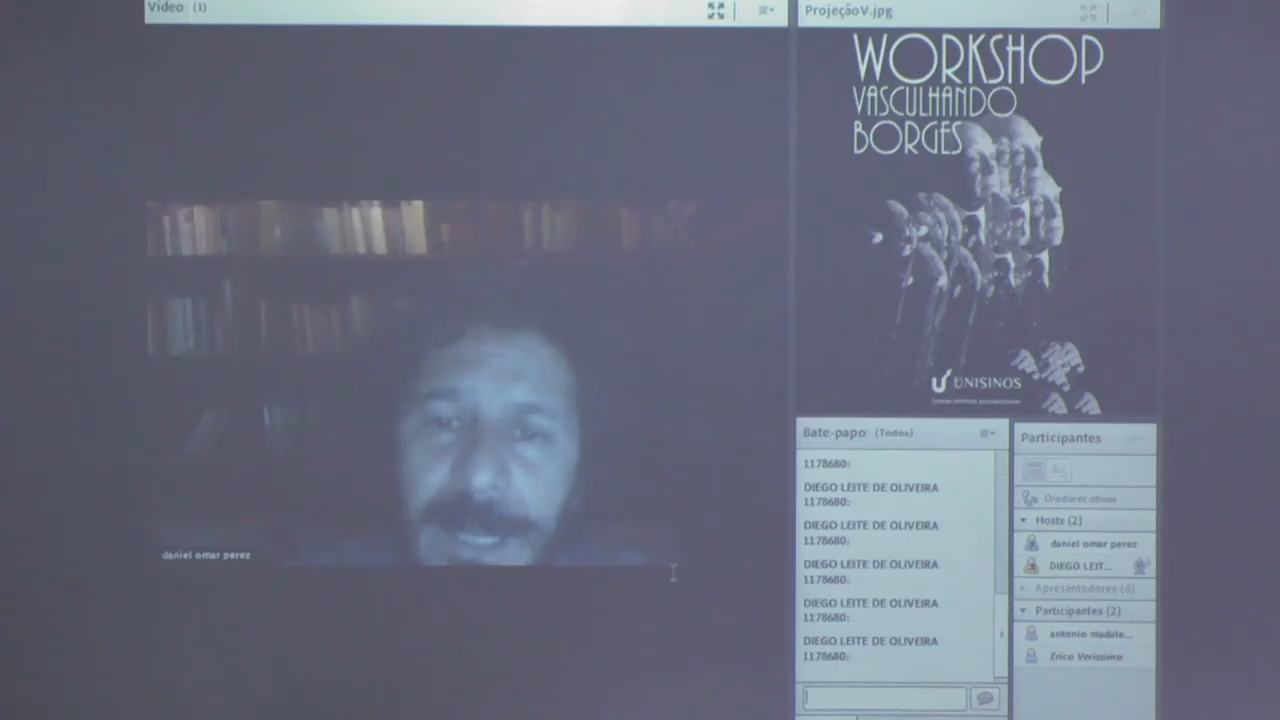 Vídeo (1)
daniel omar perez
ProjeçãoV.jpg
WORKSHOP
VASCULHANDO
BORGES
UNISINOS
Bate-papo (Todos)
1178680:
DIEGO LEITE DE OLIVEIRA
1178680:
DIEGO LEITE DE OLIVEIRA
1178680:
DIEGO LEITE DE OLIVEIRA
1178680:
DIEGO LEITE DE OLIVEIRA
1178680:
DIEGO LEITE DE OLIVEIRA
1178680:
Participantes
Oradores ativos
Hosts (2)
daniel omar perez
DIEGO LEIT...
Apresentadores (0)
Participantes (2)
antonio madale...
Erico Verissimo